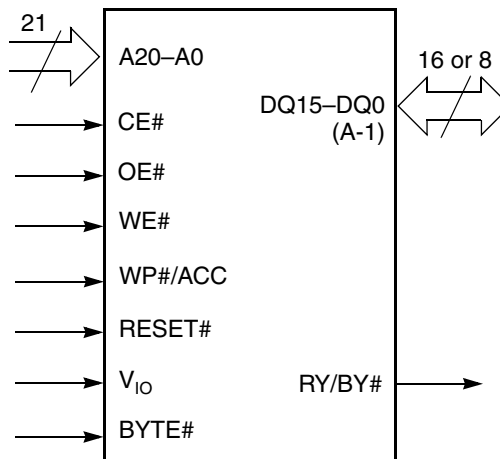 21
16 or 8
A20–A0
DQ15–DQ0
(A-1)
CE#
OE#
WE#
WP#/ACC
RESET#
VIO
RY/BY#
BYTE#